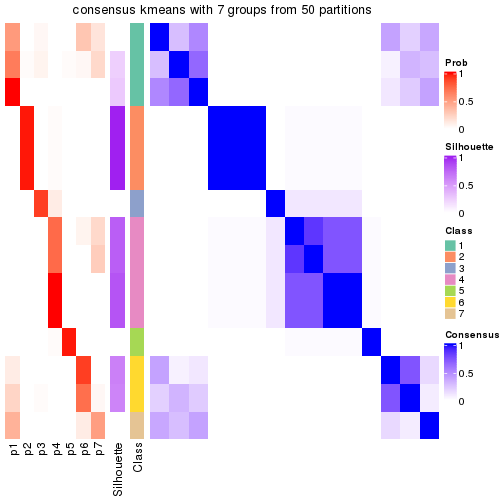 consensus kmeans with 7 groups from 50 partitions
Prob
1
0.5
0
Silhouette
1
0.5
0
Class
1
2
3
4
5
6
7
Consensus
1
0.5
0
p1
p2
p3
p4
p5
p6
p7
Silhouette
Class